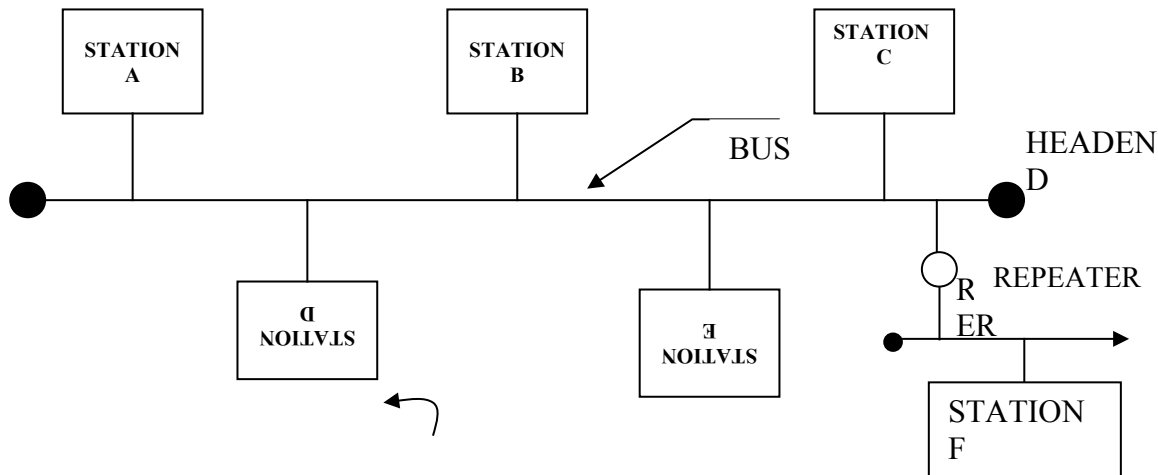 STATION
A
STATION
B
STATION
C
BUS
HEADEN
D
STATION
D
STATION
E
R
ER
REPEATER
STATION
F